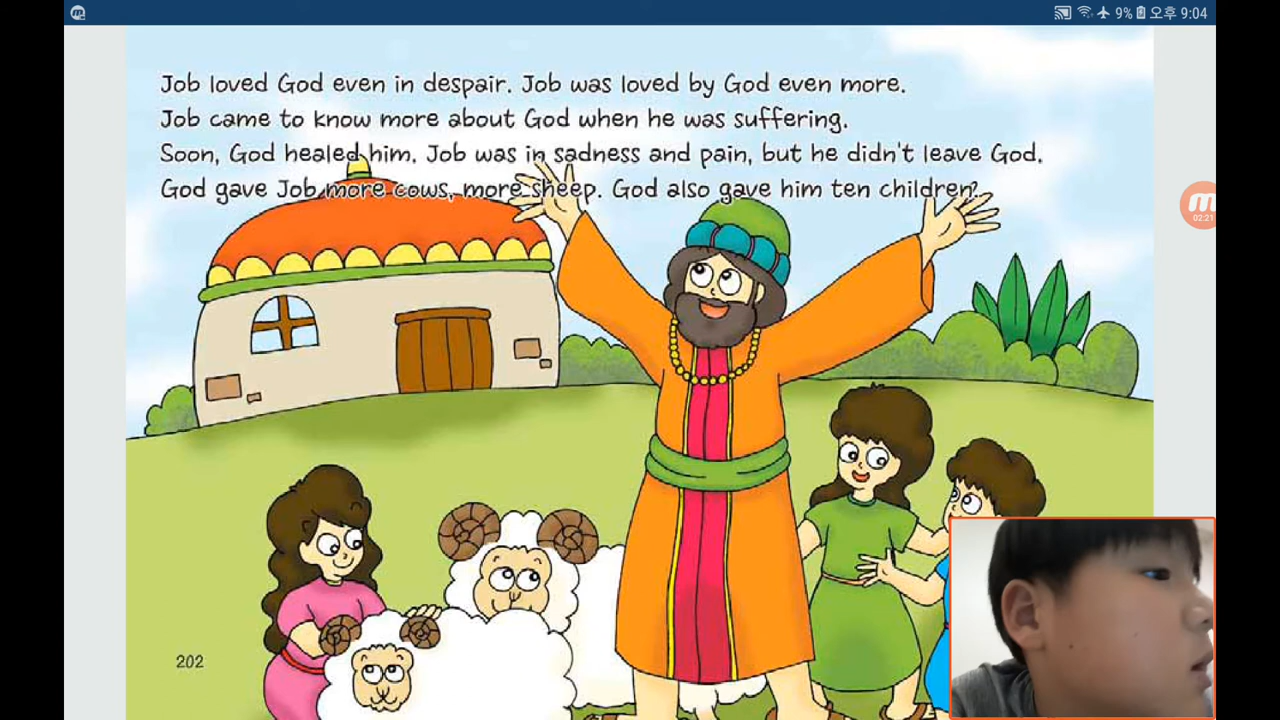 9% 오후 9:04
Job loved God even in despair. Job was loved by God even more.
Job came to know more about God when he was suffering.
Soon, God healed him. Job was in sadness and pain, but he didn't leave God.
God gave Job more cows, more sheep. God also gave him ten children.
02:21
202